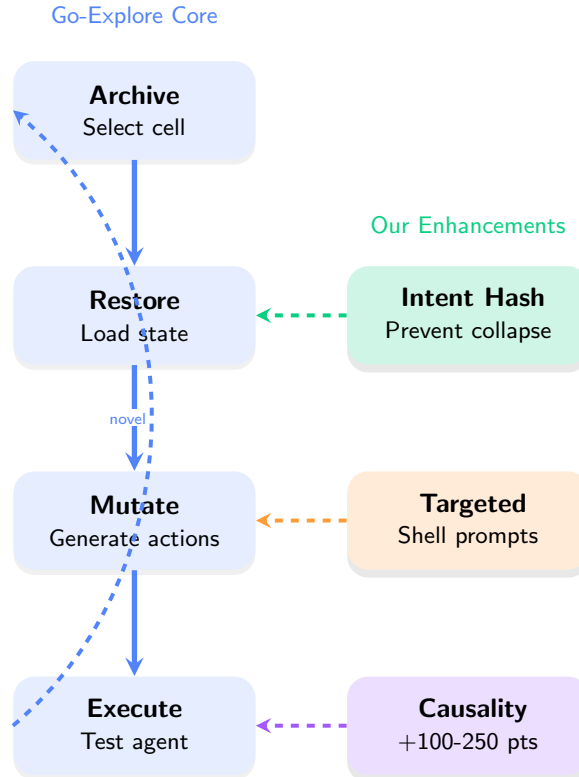 Go-Explore Core
Archive
Select cell
Our Enhancements
Restore
Load state
Intent Hash
Prevent collapse
novel
Mutate
Generate actions
Targeted
Shell prompts
Execute
Test agent
Causality
+100-250 pts